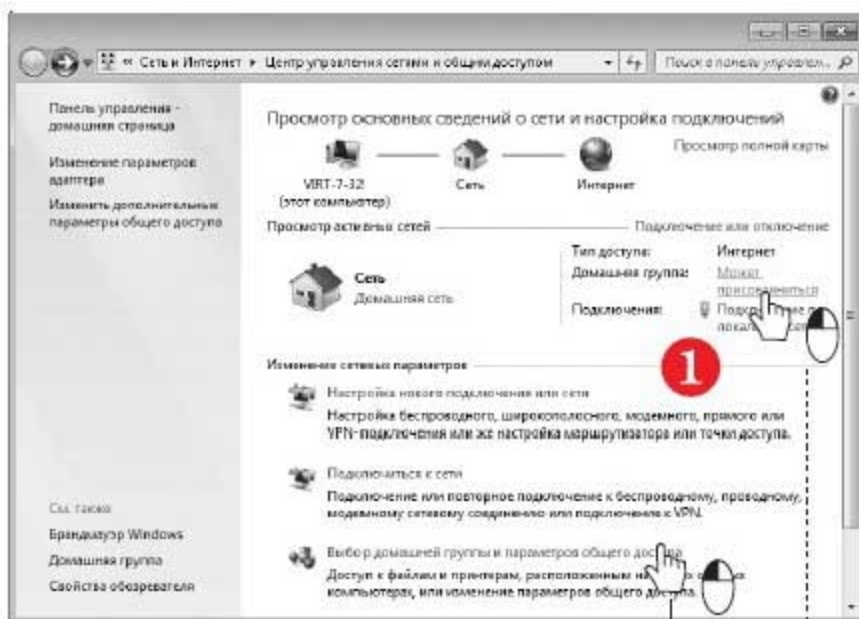 « Сеть и Интернет ▸ Центр управления сетями и общим доступом
Поиск в панели управлен...
Панель управления -
домашняя страница
Изменение параметров
адаптера
Изменить дополнительные
параметры общего доступа
См. также
Брандмауэр Windows
Домашняя группа
Свойства обозревателя
Просмотр основных сведений о сети и настройка подключений
Просмотр полной карты
VIRT-7-32
(этот компьютер)
Сеть
Интернет
Просмотр активных сетей
Подключение или отключение
Сеть
Домашняя сеть
Тип доступа: Интернет
Домашняя группа: Может
присоединиться
Подключения:
1
Изменение сетевых параметров
Настройка нового подключения или сети
Настройка беспроводного, широкополосного, модемного, прямого или
VPN-подключения или же настройка маршрутизатора или точки доступа.
Подключиться к сети
Подключение или повторное подключение к беспроводному, проводному,
модемному сетевому соединению или подключение к VPN.
Выбор домашней группы и параметров общего доступа
Доступ к файлам и принтерам, расположенным на
компьютерах, или изменение параметров общего доступа.